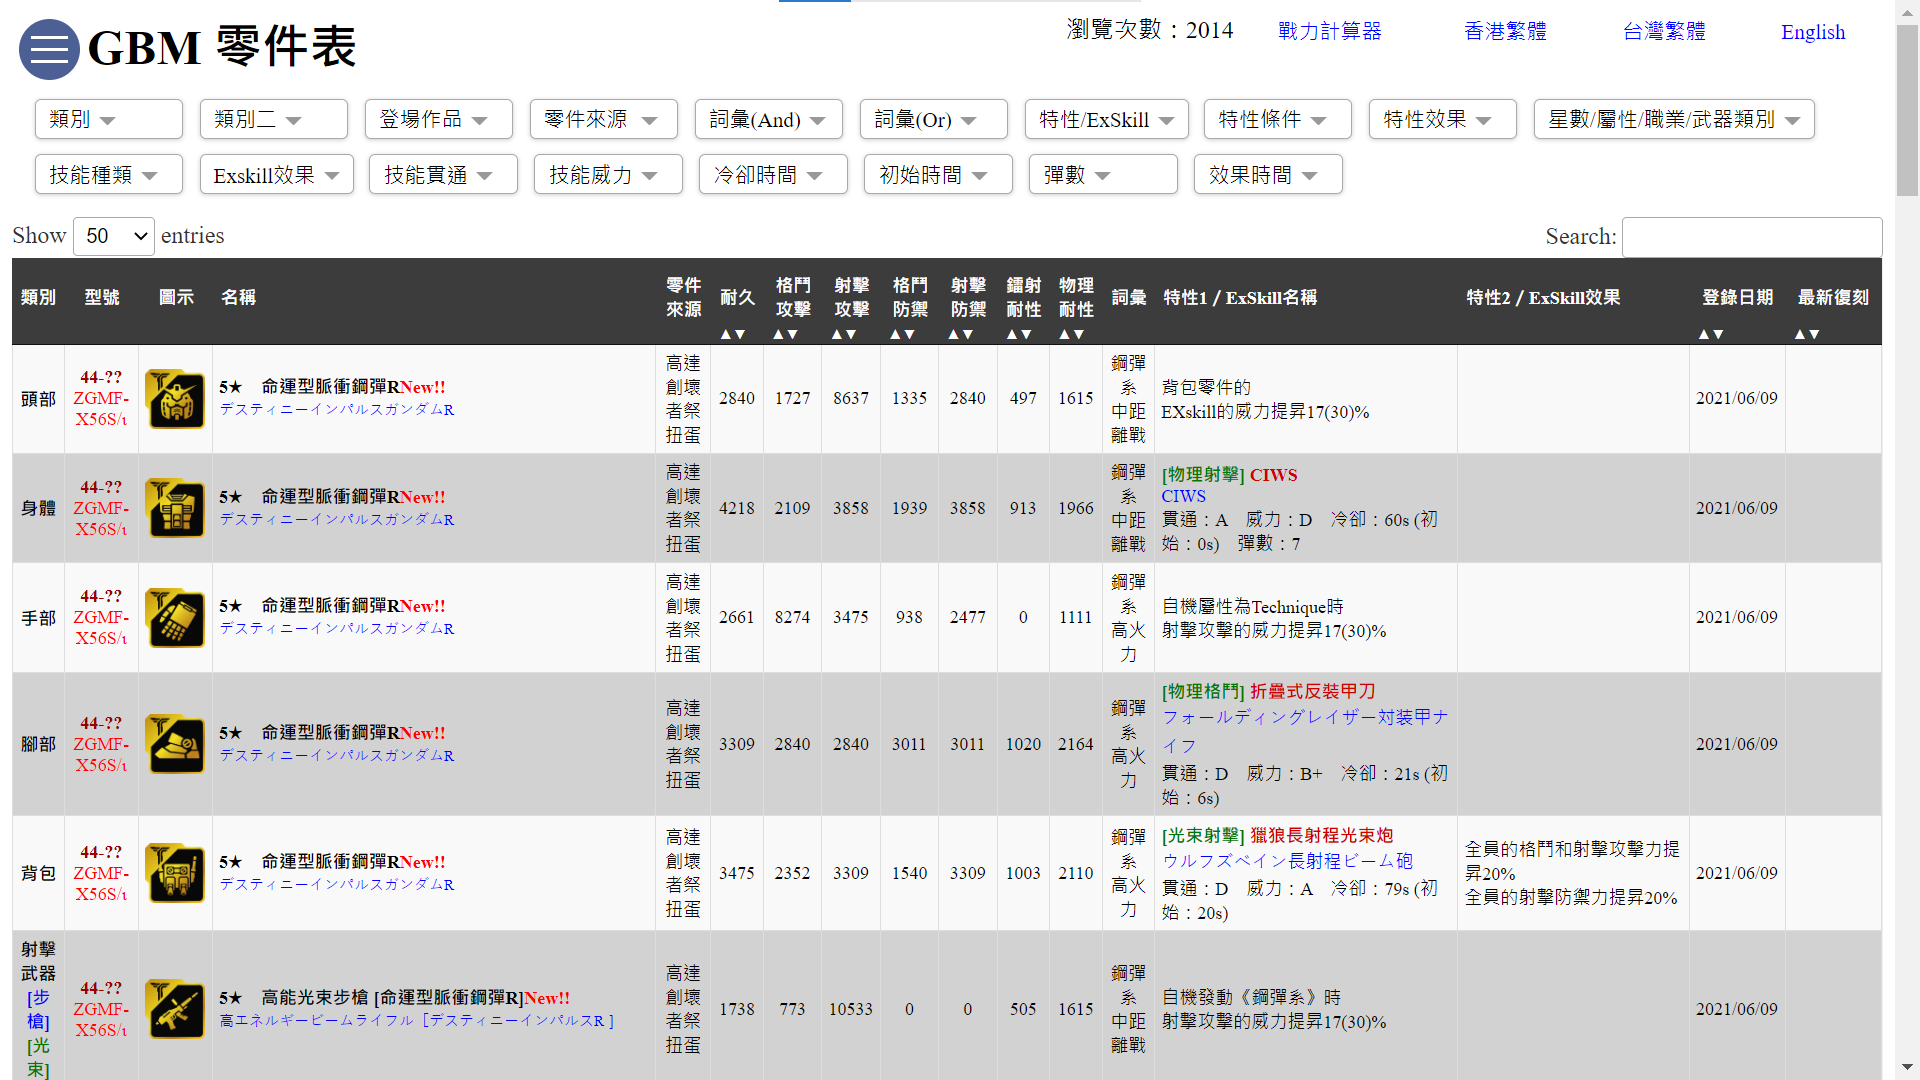 GBM 零件表
瀏覽次數：2014
戰力計算器
香港繁體
台灣繁體
English
類別
類別二
登場作品
零件來源
詞彙(And)
詞彙(Or)
特性/ExSkill
特性條件
特性效果
星數/屬性/職業/武器類別
技能種類
Exskill效果
技能貫通
技能威力
冷卻時間
初始時間
彈數
效果時間
Show 50 entries
Search:
類別
型號
圖示
名稱
零件
來源
耐久
▲▼
格鬥
攻擊
▲▼
射擊
攻擊
▲▼
格鬥
防禦
▲▼
射擊
防禦
▲▼
鐳射
耐性
▲▼
物理
耐性
▲▼
詞彙
特性1 / ExSkill名稱
特性2 / ExSkill效果
登錄日期
▲▼
最新復刻
▲▼
頭部
44-??
ZGMF-
X56S/ι
5★　命運型脈衝鋼彈RNew!!
デスティニーインパルスガンダムR
高達
創壞
者祭
扭蛋
2840
1727
8637
1335
2840
497
1615
鋼彈
系
中距
離戰
背包零件的
EXskill的威力提昇17(30)%
2021/06/09
身體
44-??
ZGMF-
X56S/ι
5★　命運型脈衝鋼彈RNew!!
デスティニーインパルスガンダムR
高達
創壞
者祭
扭蛋
4218
2109
3858
1939
3858
913
1966
鋼彈
系
中距
離戰
[物理射擊] CIWS
CIWS
貫通：A　威力：D　冷卻：60s (初
始：0s)　彈數：7
2021/06/09
手部
44-??
ZGMF-
X56S/ι
5★　命運型脈衝鋼彈RNew!!
デスティニーインパルスガンダムR
高達
創壞
者祭
扭蛋
2661
8274
3475
938
2477
0
1111
鋼彈
系
高火
力
自機屬性為Technique時
射擊攻擊的威力提昇17(30)%
2021/06/09
腳部
44-??
ZGMF-
X56S/ι
5★　命運型脈衝鋼彈RNew!!
デスティニーインパルスガンダムR
高達
創壞
者祭
扭蛋
3309
2840
2840
3011
3011
1020
2164
鋼彈
系
高火
力
[物理格鬥] 折疊式反裝甲刀
フォールディングレイザー対装甲ナ
イフ
貫通：D　威力：B+　冷卻：21s (初
始：6s)
2021/06/09
背包
44-??
ZGMF-
X56S/ι
5★　命運型脈衝鋼彈RNew!!
デスティニーインパルスガンダムR
高達
創壞
者祭
扭蛋
3475
2352
3309
1540
3309
1003
2110
鋼彈
系
高火
力
[光束射擊] 獵狼長射程光束炮
ウルフズベイン長射程ビーム砲
貫通：D　威力：A　冷卻：79s (初
始：20s)
全員的格鬥和射擊攻擊力提
昇20%
全員的射擊防禦力提昇20%
2021/06/09
射擊
武器
[步
槍]
[光
束]
44-??
ZGMF-
X56S/ι
5★　高能光束步槍 [命運型脈衝鋼彈R]New!!
高エネルギービームライフル［デスティニーインパルスR ]
高達
創壞
者祭
扭蛋
1738
773
10533
0
0
505
1615
鋼彈
系
中距
離戰
自機發動《鋼彈系》時
射擊攻擊的威力提昇17(30)%
2021/06/09